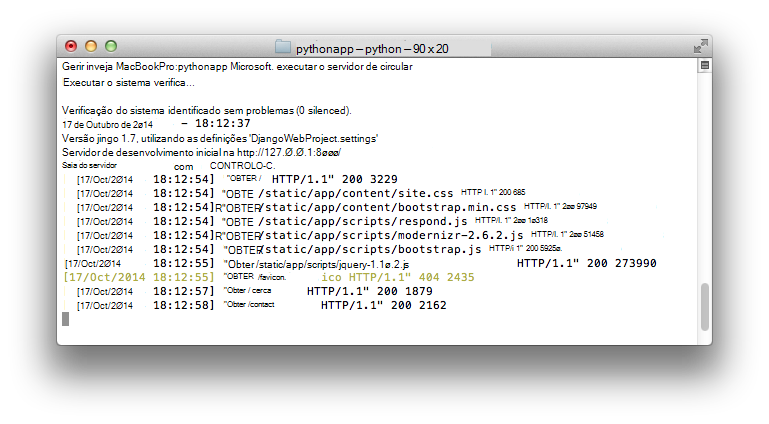 pythonapp – python – 90 x 20
Gerir inveja MacBookPro:pythonapp Microsoft. executar o servidor de circular
Executar o sistema verifica...
Verificação do sistema identificado sem problemas (0 silenced).
17 de Outubro de 2ø14 – 18:12:37
Versão jingo 1.7, utilizando as definições 'DjangoWebProject.settings'
Servidor de desenvolvimento inicial na http://127.Ø.Ø.1:8øøø/
Saia do servidor com CONTROLO-C.
[17/Oct/2Ø14 18:12:54] "OBTER / HTTP/1.1" 200 3229
[17/Oct/2Ø14 18:12:54] "OBTE /static/app/content/site.css HTTP l. 1" 200 685
[17/Oct/2Ø14 18:12:54]R"OBTER/static/app/content/bootstrap.min.css HTTP/l. 1" 2øø 97949
[17/Oct/2Ø14 18:12:54] "OBTE /static/app/scripts/respond.js HTTP/l. 1" 2øø 1ø318
[17/Oct/2Ø14 18:12:54]R"OBTER/static/app/scripts/modernizr-2.6.2.js HTTP/l. 1" 2øø 51458
[17/Oct/2Ø14 18:12:54] "OBTER/static/app/scripts/bootstrap.js HTTP/i 1" 200 5925ø.
[17/Oct/2Ø14 18:12:55] "Obter /static/app/scripts/jquery-1.1ø.2.js HTTP/1.1" 200 273990
[17/Oct/2014 18:12:55] "OBTER /favicon. ico HTTP/1.1" 404 2435
[17/Oct/2Ø14 18:12:57] "Obter / cerca HTTP/1.1" 200 1879
[17/Oct/2Ø14 18:12:58] "Obter /contact HTTP/1.1" 200 2162